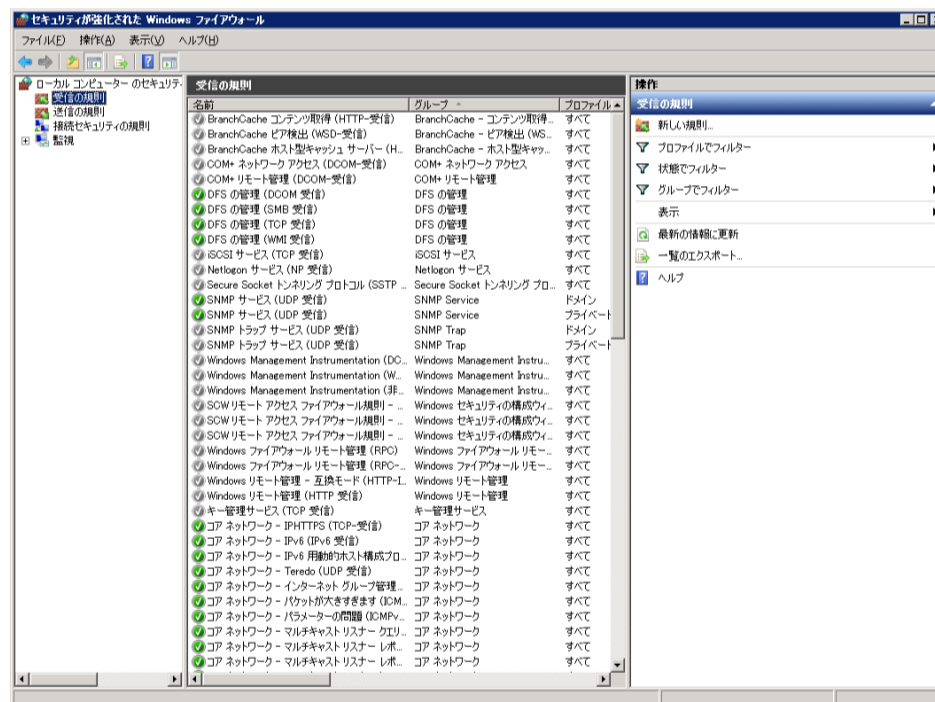 セキュリティが強化された Windows ファイアウォール
ファイル(F) 操作(A) 表示(V) ヘルプ(H)
ローカル コンピューター のセキュリテ
受信の規則
送信の規則
接続セキュリティの規則
監視
受信の規則
名前 グループ プロファイル
BranchCache コンテンツ取得 (HTTP-受信) BranchCache - コンテンツ取得... すべて
BranchCache ピア検出 (WSD-受信) BranchCache - ピア検出 (WS... すべて
BranchCache ホスト型キャッシュ サーバー (H... BranchCache - ホスト型キャッ... すべて
COM+ ネットワーク アクセス (DCOM-受信) COM+ ネットワーク アクセス すべて
COM+ リモート管理 (DCOM-受信) COM+ リモート管理 すべて
DFS の管理 (DCOM 受信) DFS の管理 すべて
DFS の管理 (SMB 受信) DFS の管理 すべて
DFS の管理 (TCP 受信) DFS の管理 すべて
DFS の管理 (WMI 受信) DFS の管理 すべて
iSCSI サービス (TCP 受信) iSCSI サービス すべて
Netlogon サービス (NP 受信) Netlogon サービス すべて
Secure Socket トンネリング プロトコル (SSTP ... Secure Socket トンネリング プロ... すべて
SNMP サービス (UDP 受信) SNMP Service ドメイン
SNMP サービス (UDP 受信) SNMP Service プライベート
SNMP トラップ サービス (UDP 受信) SNMP Trap ドメイン
SNMP トラップ サービス (UDP 受信) SNMP Trap プライベート
Windows Management Instrumentation (DC... Windows Management Instru... すべて
Windows Management Instrumentation (W... Windows Management Instru... すべて
Windows Management Instrumentation (非... Windows Management Instru... すべて
SCW リモート アクセス ファイアウォール規則 - ... Windows セキュリティの構成ウィ... すべて
SCW リモート アクセス ファイアウォール規則 - ... Windows セキュリティの構成ウィ... すべて
SCW リモート アクセス ファイアウォール規則 - ... Windows セキュリティの構成ウィ... すべて
Windows ファイアウォール リモート管理 (RPC) Windows ファイアウォール リモー... すべて
Windows ファイアウォール リモート管理 (RPC-... Windows ファイアウォール リモー... すべて
Windows リモート管理 - 互換モード (HTTP-I... Windows リモート管理 すべて
Windows リモート管理 (HTTP 受信) Windows リモート管理 すべて
キー管理サービス (TCP 受信) キー管理サービス すべて
コア ネットワーク - IPHTTPS (TCP-受信) コア ネットワーク すべて
コア ネットワーク - IPv6 (IPv6 受信) コア ネットワーク すべて
コア ネットワーク - IPv6 用動的ホスト構成プロ... コア ネットワーク すべて
コア ネットワーク - Teredo (UDP 受信) コア ネットワーク すべて
コア ネットワーク - インターネット グループ管理... コア ネットワーク すべて
コア ネットワーク - パケットが大きすぎます (ICM... コア ネットワーク すべて
コア ネットワーク - パラメーターの問題 (ICMPv... コア ネットワーク すべて
コア ネットワーク - マルチキャスト リスナー クエリ... コア ネットワーク すべて
コア ネットワーク - マルチキャスト リスナー レポ... コア ネットワーク すべて
コア ネットワーク - マルチキャスト リスナー レポ... コア ネットワーク すべて
操作
受信の規則
新しい規則...
プロファイルでフィルター
状態でフィルター
グループでフィルター
表示
最新の情報に更新
一覧のエクスポート...
ヘルプ